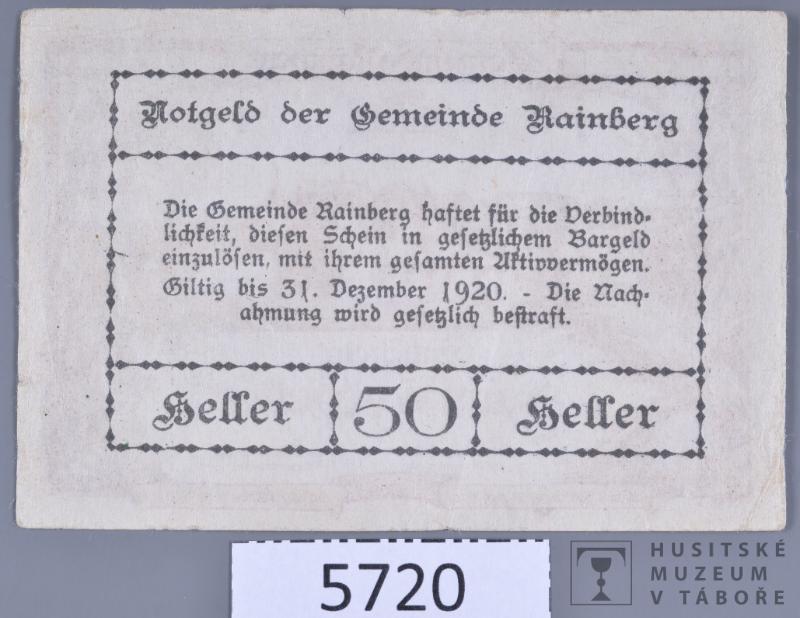 Notgeld der Gemeinde Rainberg
Die Gemeinde Rainberg haftet für die Verbind-
lichkeit, diesen Schein in gesetzlichem Bargeld
einzulösen, mit ihrem gesamten Aktivvermögen.
Giltig bis 31. Dezember 1920. - Die Nach-
ahmung wird gesetzlich bestraft.
Heller 50 Heller
5720
HUSITSKÉ
MUZEUM
V TÁBOŘE